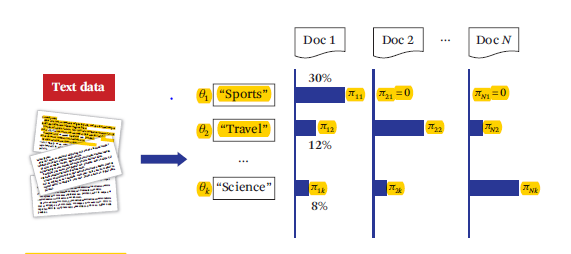 Doc 1 Doc 2 ... Doc N
Text data
30%
θ1 "Sports" π11 π21 = 0 πN1 = 0
θ2 "Travel" π12 π22 πN2
12%
...
θk "Science" π1k π2k πNk
8%